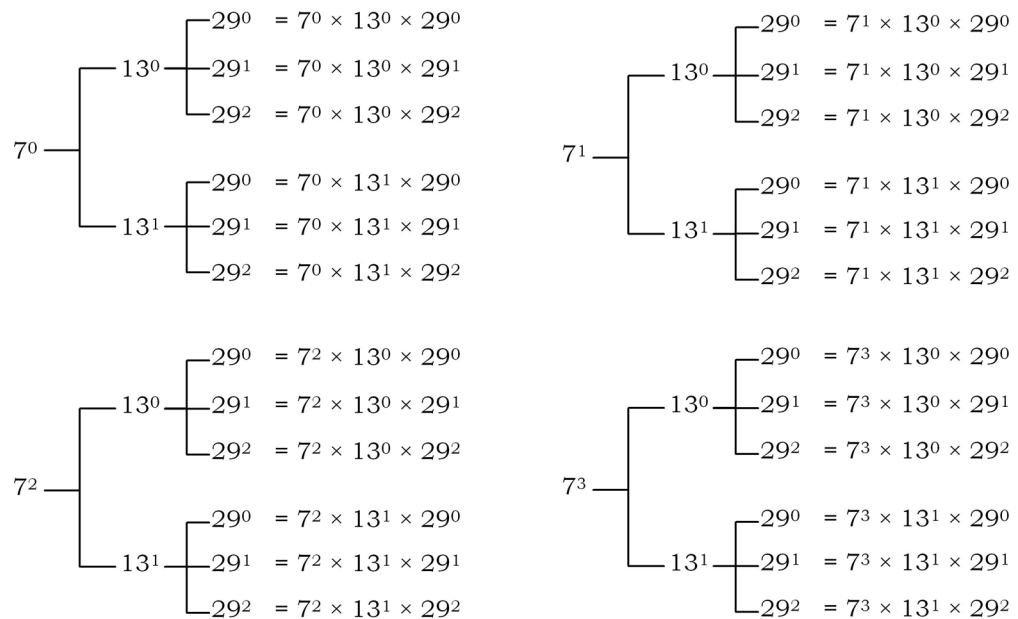 29⁰ = 7⁰ × 13⁰ × 29⁰
13⁰ 29¹ = 7⁰ × 13⁰ × 29¹
29² = 7⁰ × 13⁰ × 29²
7⁰
29⁰ = 7⁰ × 13¹ × 29⁰
13¹ 29¹ = 7⁰ × 13¹ × 29¹
29² = 7⁰ × 13¹ × 29²
29⁰ = 7¹ × 13⁰ × 29⁰
13⁰ 29¹ = 7¹ × 13⁰ × 29¹
29² = 7¹ × 13⁰ × 29²
7¹
29⁰ = 7¹ × 13¹ × 29⁰
13¹ 29¹ = 7¹ × 13¹ × 29¹
29² = 7¹ × 13¹ × 29²
29⁰ = 7² × 13⁰ × 29⁰
13⁰ 29¹ = 7² × 13⁰ × 29¹
29² = 7² × 13⁰ × 29²
7²
29⁰ = 7² × 13¹ × 29⁰
13¹ 29¹ = 7² × 13¹ × 29¹
29² = 7² × 13¹ × 29²
29⁰ = 7³ × 13⁰ × 29⁰
13⁰ 29¹ = 7³ × 13⁰ × 29¹
29² = 7³ × 13⁰ × 29²
7³
29⁰ = 7³ × 13¹ × 29⁰
13¹ 29¹ = 7³ × 13¹ × 29¹
29² = 7³ × 13¹ × 29²